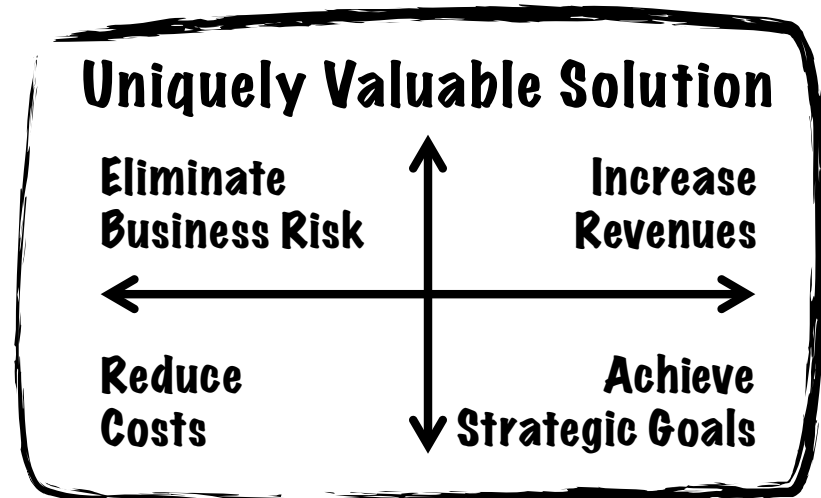 Uniquely Valuable Solution
Eliminate
Business Risk
Increase
Revenues
Reduce
Costs
Achieve
Strategic Goals